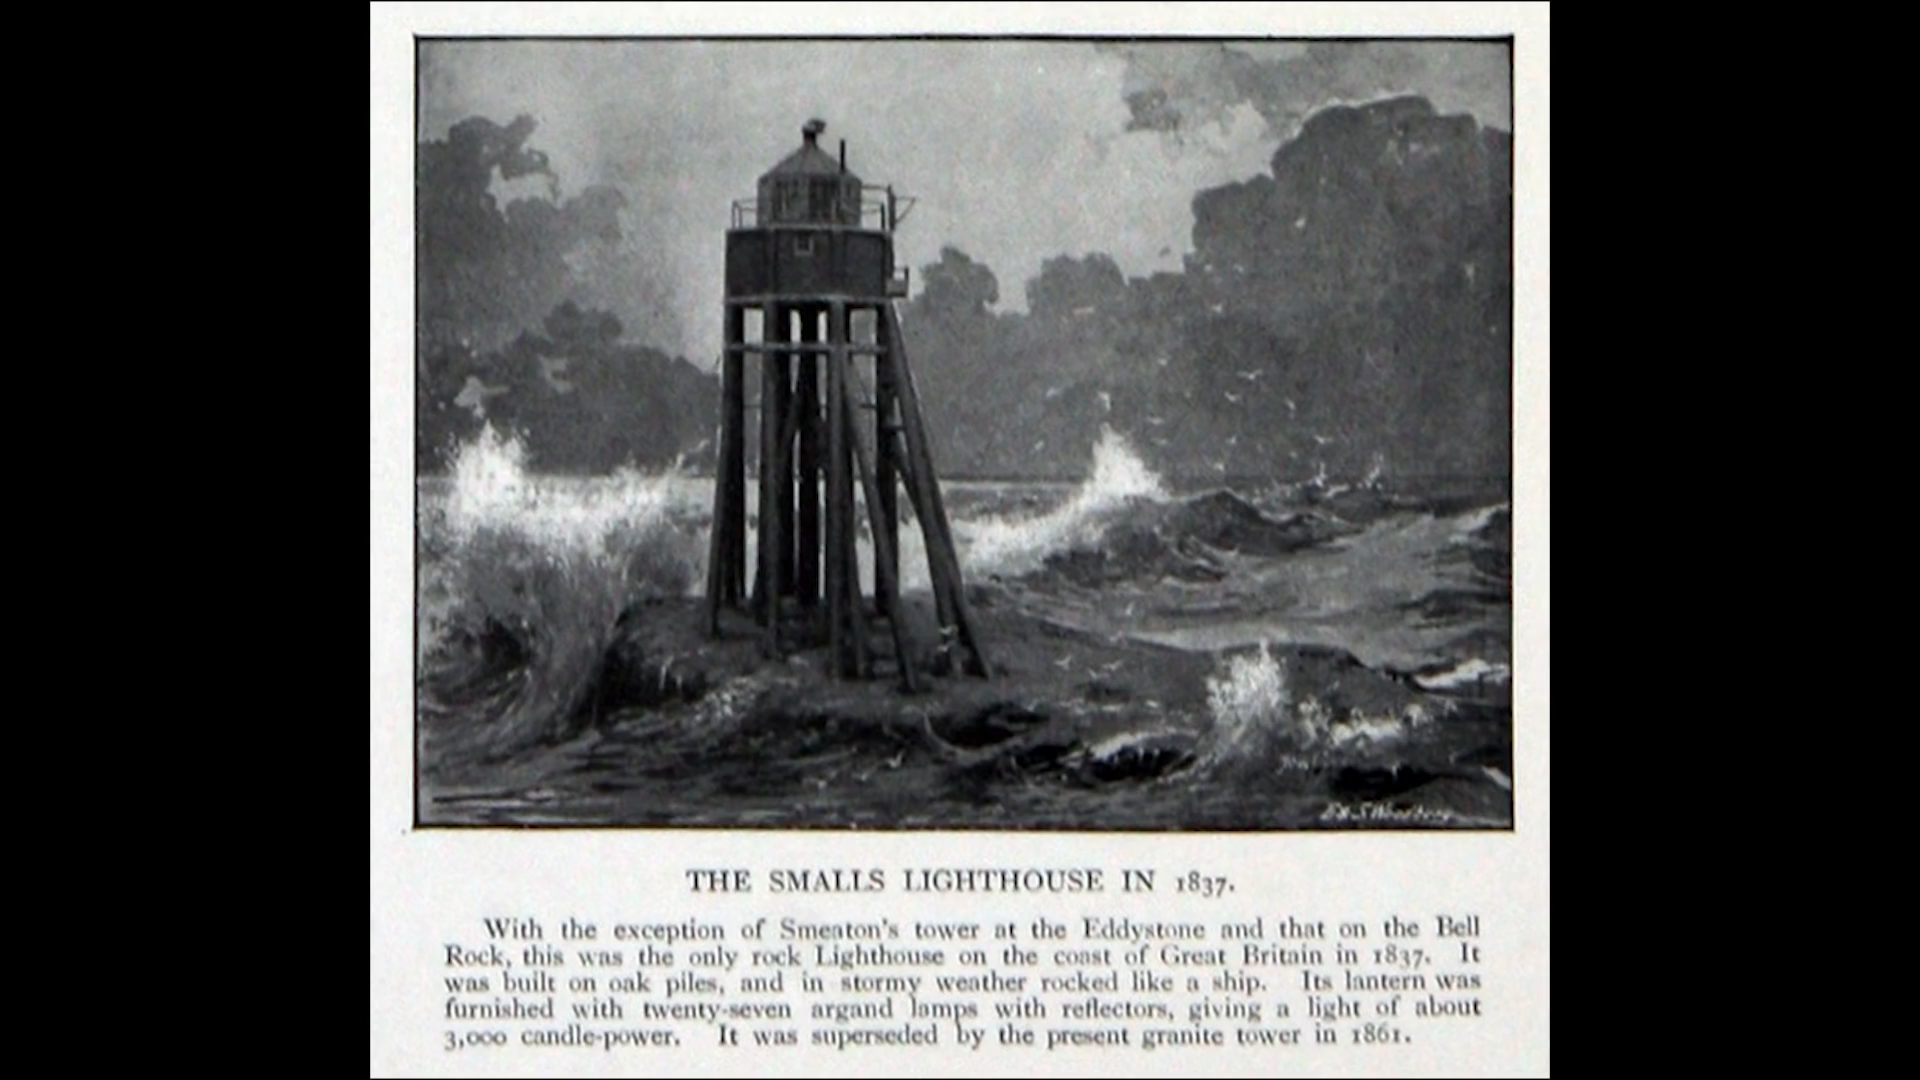 THE SMALLS LIGHTHOUSE IN 1837.
With the exception of Smeaton's tower at the Eddystone and that on the Bell
Rock, this was the only rock Lighthouse on the coast of Great Britain in 1837. It
was built on oak piles, and in stormy weather rocked like a ship. Its lantern was
furnished with twenty-seven argand lamps with reflectors, giving a light of about
3,000 candle-power. It was superseded by the present granite tower in 1861.